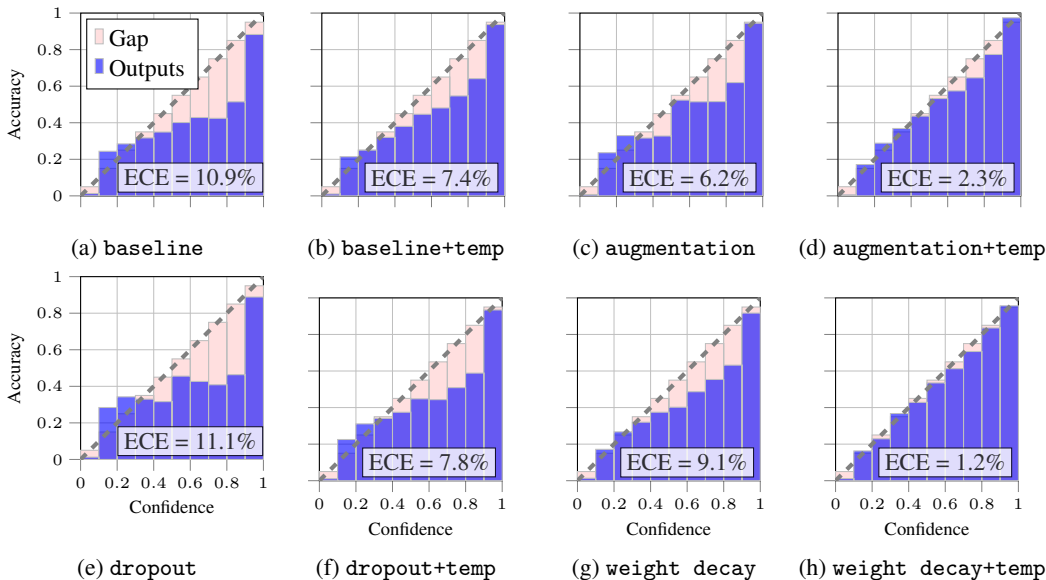 1
0.8
0.6
0.4
0.2
0
Accuracy
Gap
Outputs
ECE = 10.9%
ECE = 7.4%
ECE = 6.2%
ECE = 2.3%
(a) baseline
(b) baseline+temp
(c) augmentation
(d) augmentation+temp
1
0.8
0.6
0.4
0.2
0
Accuracy
ECE = 11.1%
ECE = 7.8%
ECE = 9.1%
ECE = 1.2%
0 0.2 0.4 0.6 0.8 1
0 0.2 0.4 0.6 0.8 1
0 0.2 0.4 0.6 0.8 1
0 0.2 0.4 0.6 0.8 1
Confidence
Confidence
Confidence
Confidence
(e) dropout
(f) dropout+temp
(g) weight decay
(h) weight decay+temp